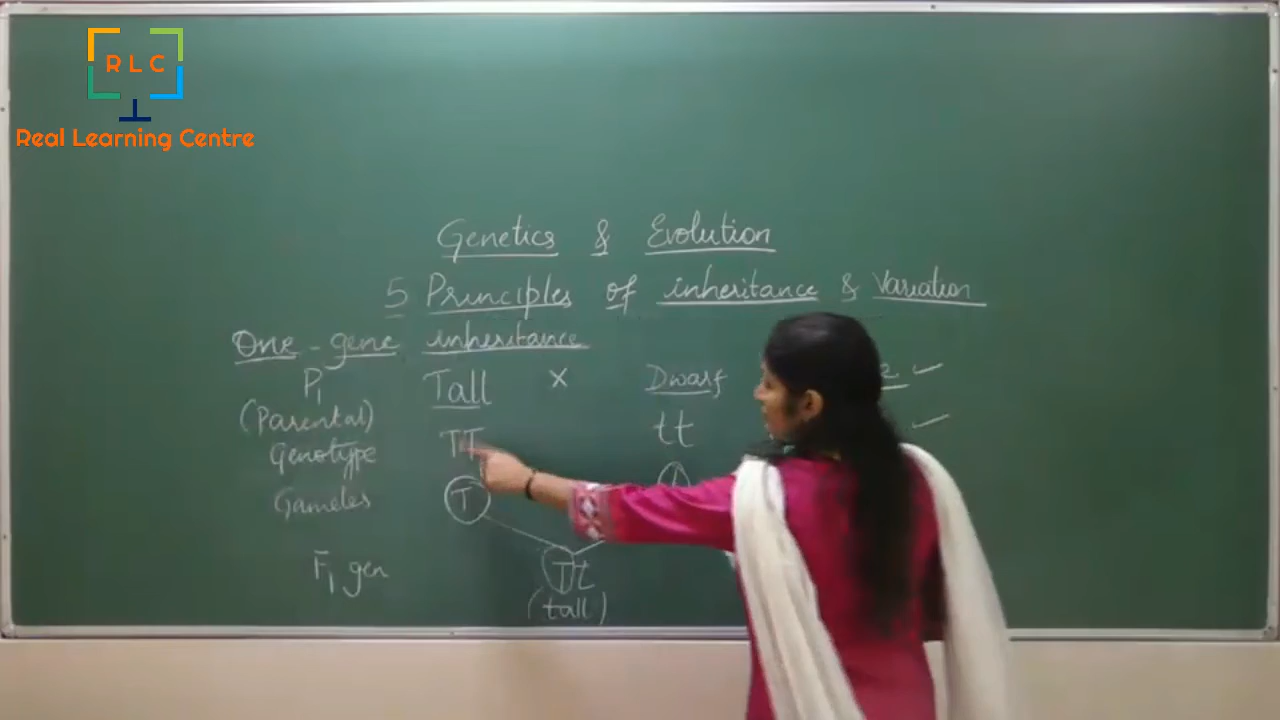 R L C
Real Learning Centre
Genetics & Evolution
5 Principles of inheritance & Variation
One - gene inheritance
P1 Tall x Dwarf
(Parental)
Genotype TT tt
Gametes T
F1 gen Tt
(tall)